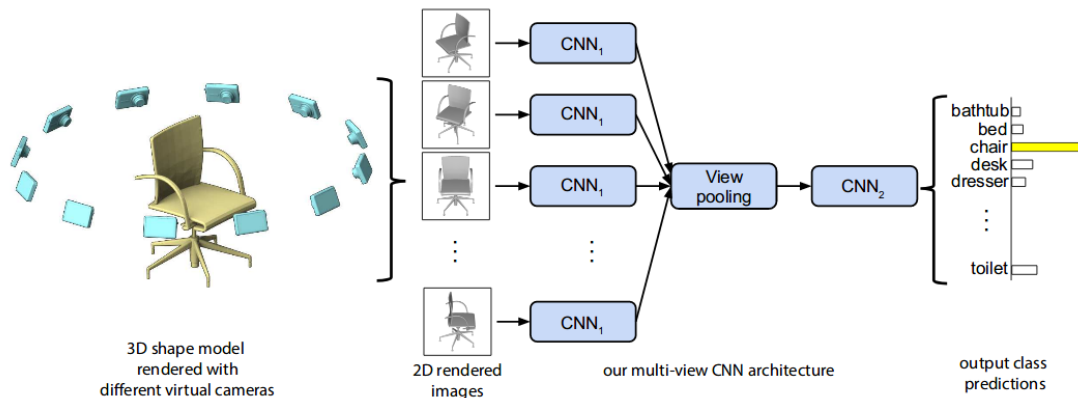 CNN₁
CNN₁
CNN₁
CNN₁
View
pooling
CNN₂
bathtub
bed
chair
desk
dresser
toilet
3D shape model
rendered with
different virtual cameras
2D rendered
images
our multi-view CNN architecture
output class
predictions